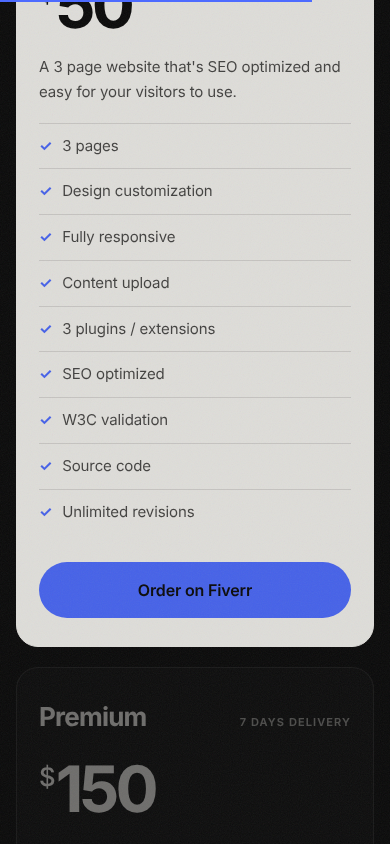 $50
A 3 page website that's SEO optimized and
easy for your visitors to use.
3 pages
Design customization
Fully responsive
Content upload
3 plugins / extensions
SEO optimized
W3C validation
Source code
Unlimited revisions
Order on Fiverr
Premium
7 DAYS DELIVERY
$150